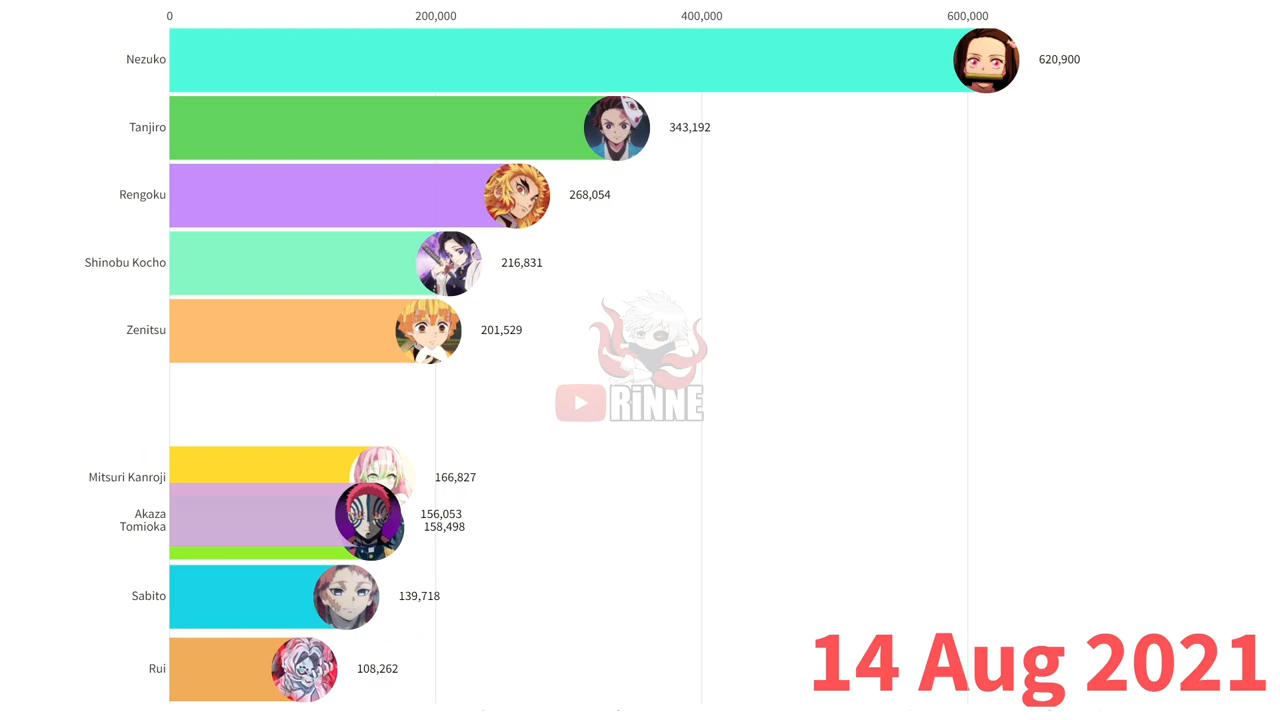 0 200,000 400,000 600,000
Nezuko 620,900
Tanjiro 343,192
Rengoku 268,054
Shinobu Kocho 216,831
Zenitsu 201,529
RiNNE
Mitsuri Kanroji 166,827
Akaza 156,053
Tomioka 158,498
Sabito 139,718
Rui 108,262
14 Aug 2021